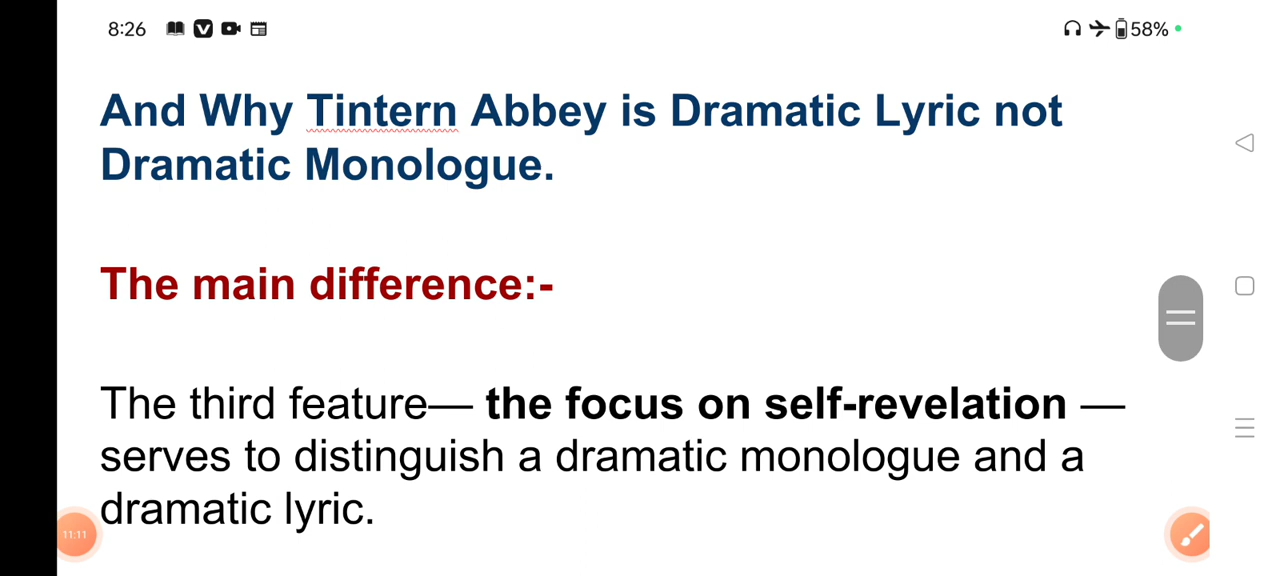 8:26
58%
And Why Tintern Abbey is Dramatic Lyric not
Dramatic Monologue.
The main difference:-
The third feature— the focus on self-revelation —
serves to distinguish a dramatic monologue and a
dramatic lyric.
11:11